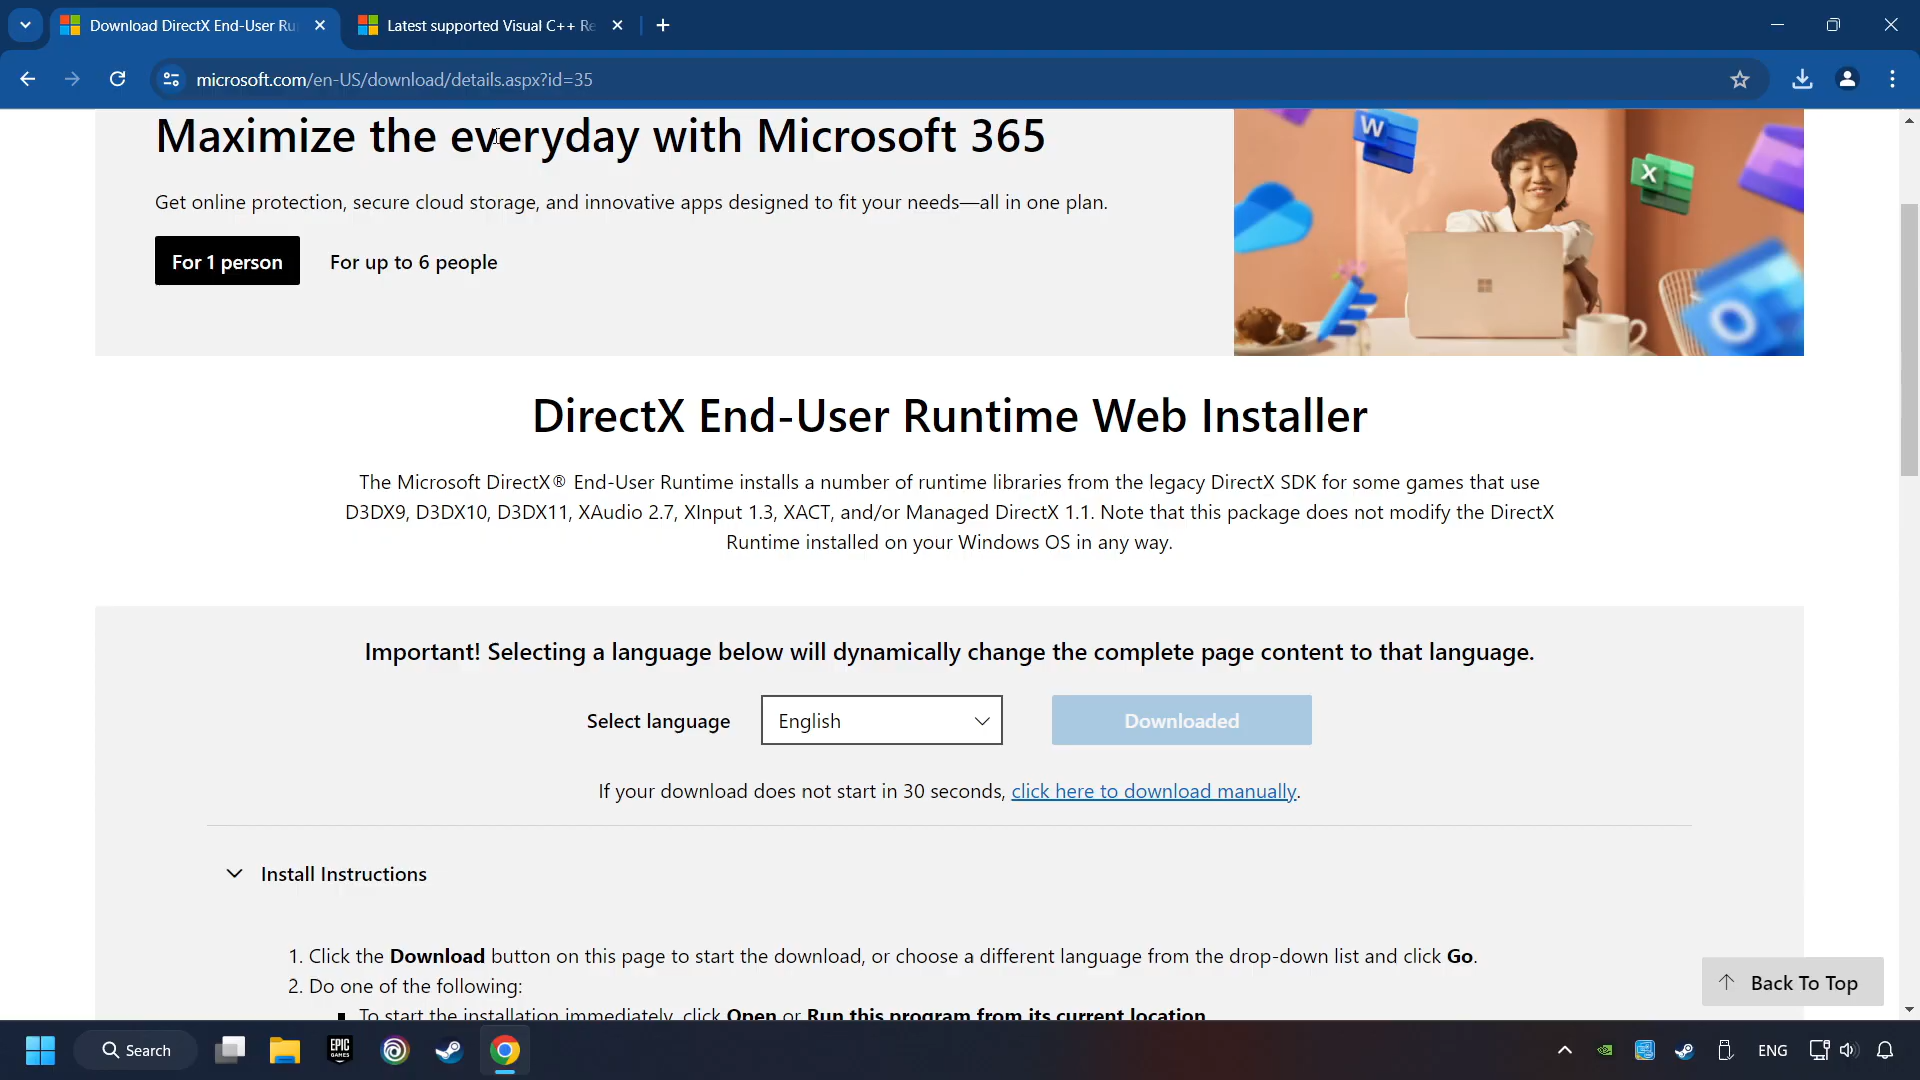 Download DirectX End-User Ru
Latest supported Visual C++ Re
microsoft.com/en-US/download/details.aspx?id=35
Maximize the everyday with Microsoft 365
Get online protection, secure cloud storage, and innovative apps designed to fit your needs—all in one plan.
For 1 person
For up to 6 people
W
X
O
DirectX End-User Runtime Web Installer
The Microsoft DirectX® End-User Runtime installs a number of runtime libraries from the legacy DirectX SDK for some games that use
D3DX9, D3DX10, D3DX11, XAudio 2.7, XInput 1.3, XACT, and/or Managed DirectX 1.1. Note that this package does not modify the DirectX
Runtime installed on your Windows OS in any way.
Important! Selecting a language below will dynamically change the complete page content to that language.
Select language
English
Downloaded
If your download does not start in 30 seconds, click here to download manually.
Install Instructions
1. Click the Download button on this page to start the download, or choose a different language from the drop-down list and click Go.
2. Do one of the following:
To start the installation immediately, click Open or Run this program from its current location
Back To Top
Search
EPIC
GAMES
ENG